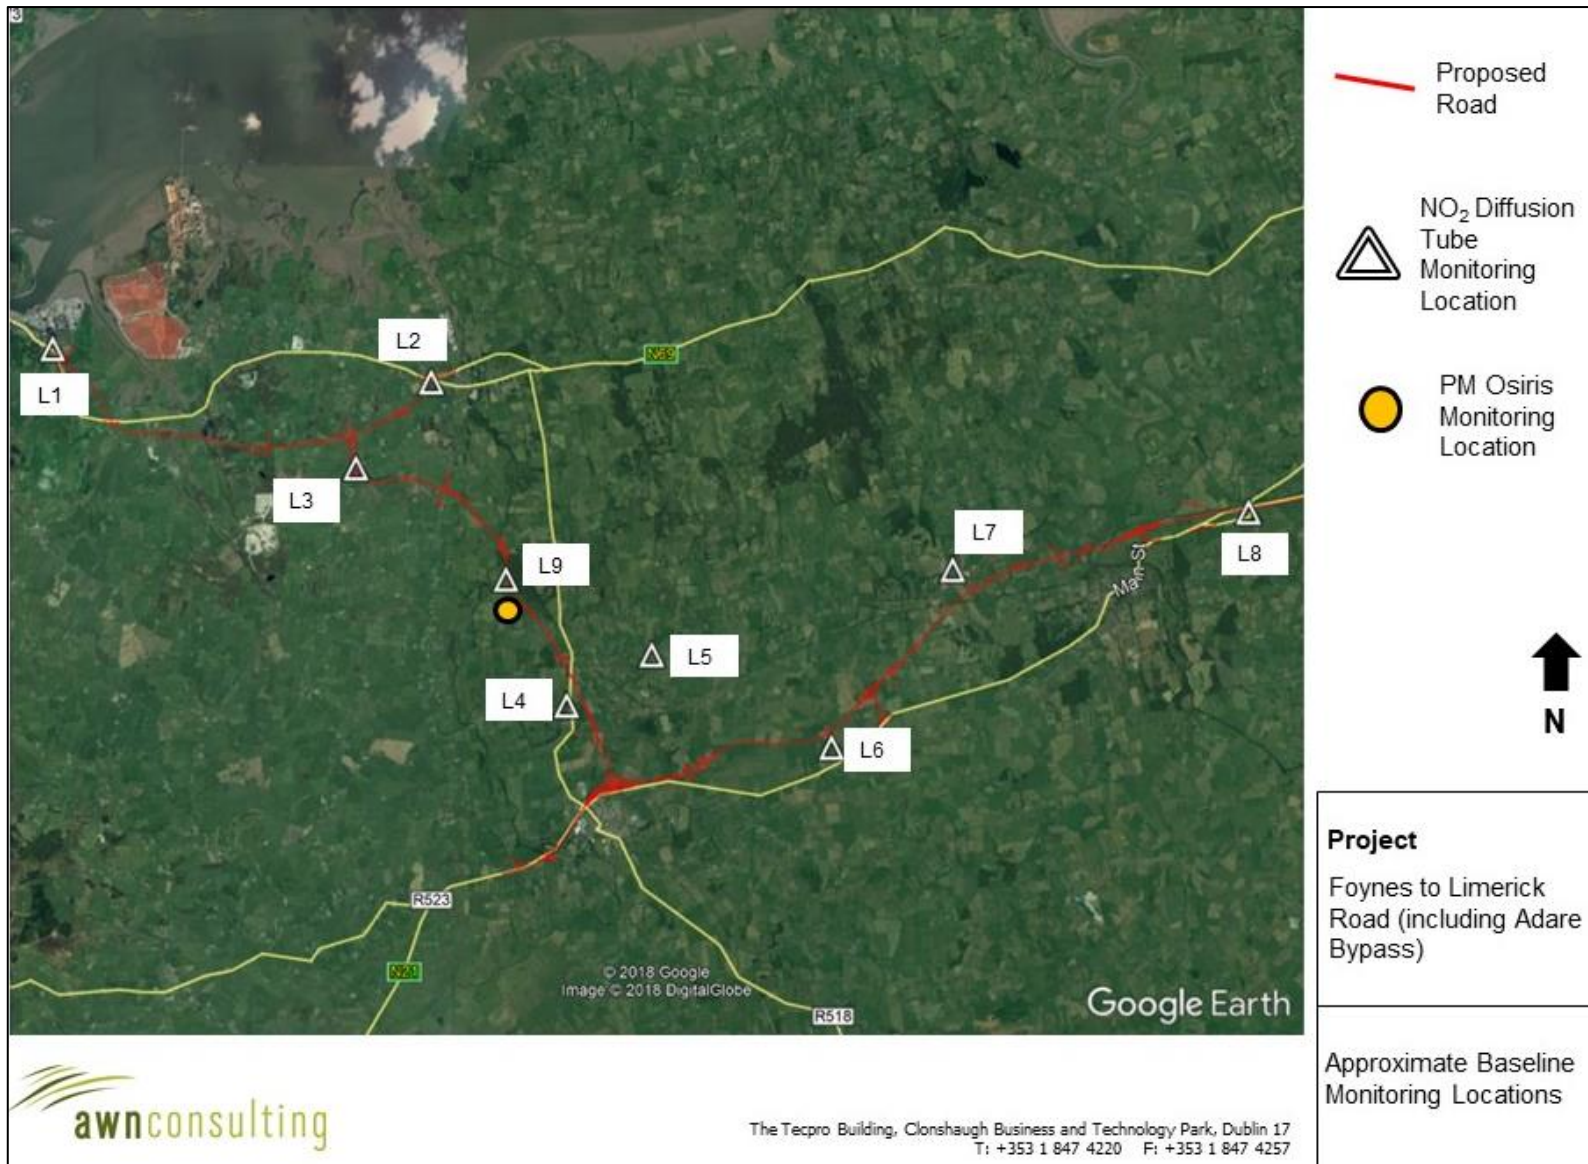 3
L1
L2
N69
L3
L9
L7
L8
Main St
L5
L4
L6
R523
N21
R518
© 2018 Google
Image © 2018 DigitalGlobe
Google Earth
Proposed
Road
NO₂ Diffusion
Tube
Monitoring
Location
PM Osiris
Monitoring
Location
N
Project
Foynes to Limerick
Road (including Adare
Bypass)
Approximate Baseline
Monitoring Locations
awnconsulting
The Tecpro Building, Clonshaugh Business and Technology Park, Dublin 17
T: +353 1 847 4220 F: +353 1 847 4257